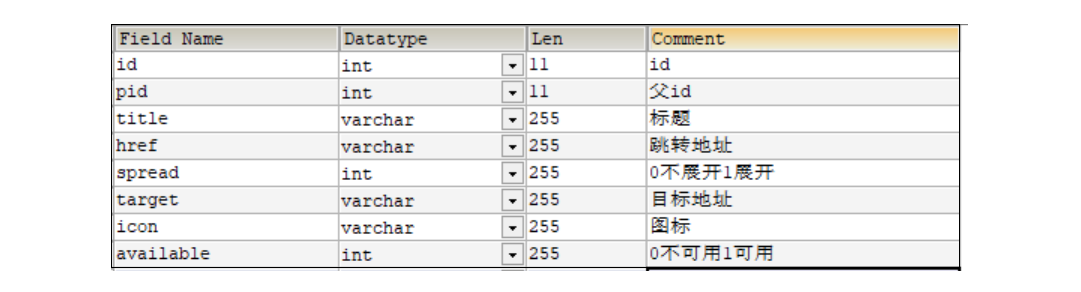 Field Name Datatype Len Comment
id int 11 id
pid int 11 父id
title varchar 255 标题
href varchar 255 跳转地址
spread int 255 0不展开1展开
target varchar 255 目标地址
icon varchar 255 图标
available int 255 0不可用1可用